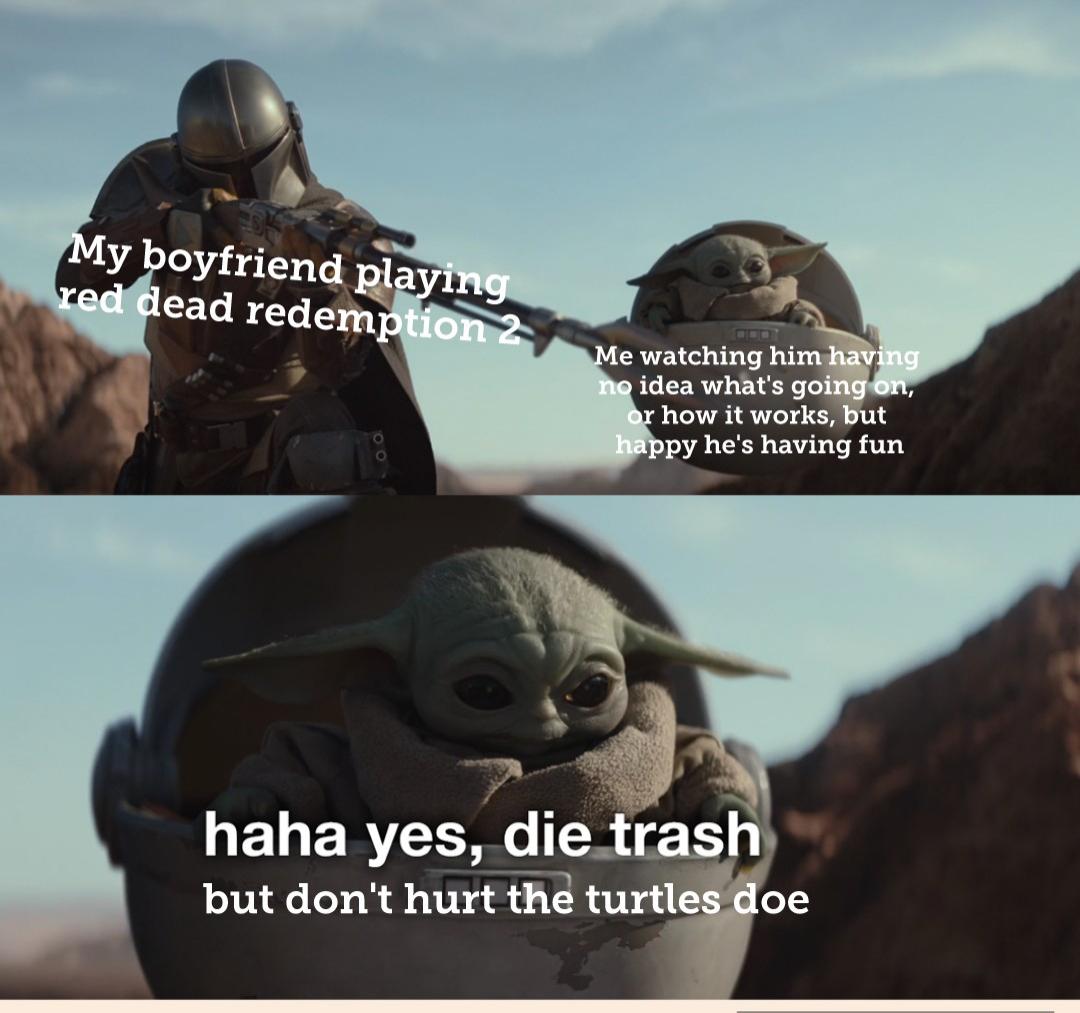 My boyfriend playing
red dead redemption 2
Me watching him having
no idea what's going on,
or how it works, but
happy he's having fun
haha yes, die trash
but don't hurt the turtles doe